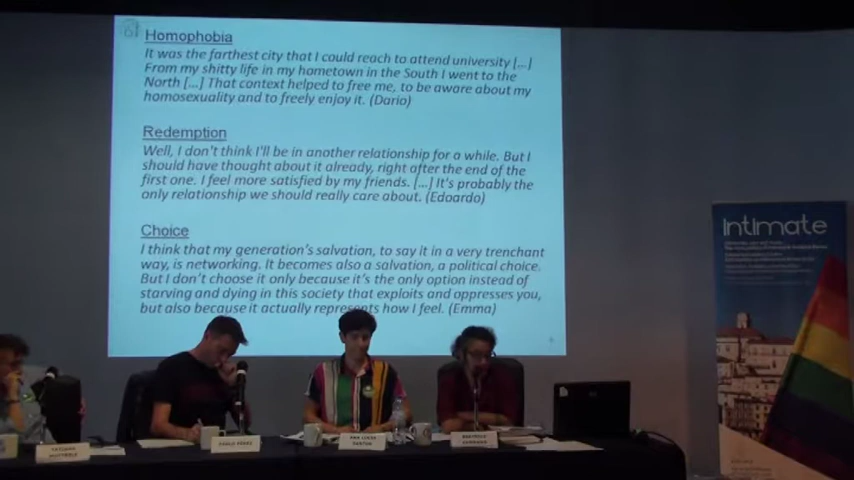 Homophobia
It was the farthest city that I could reach to attend university [...]
From my shitty life in my hometown in the South I went to the
North [...] That context helped to free me, to be aware about my
homosexuality and to freely enjoy it. (Dario)
Redemption
Well, I don't think I'll be in another relationship for a while. But I
should have thought about it already, right after the end of the
first one. I feel more satisfied by my friends. [...] It's probably the
only relationship we should really care about. (Edoardo)
Choice
I think that my generation's salvation, to say it in a very trenchant
way, is networking. It becomes also a salvation, a political choice.
But I don't choose it only because it's the only option instead of
starving and dying in this society that exploits and oppresses you,
but also because it actually represents how I feel. (Emma)
Intimate